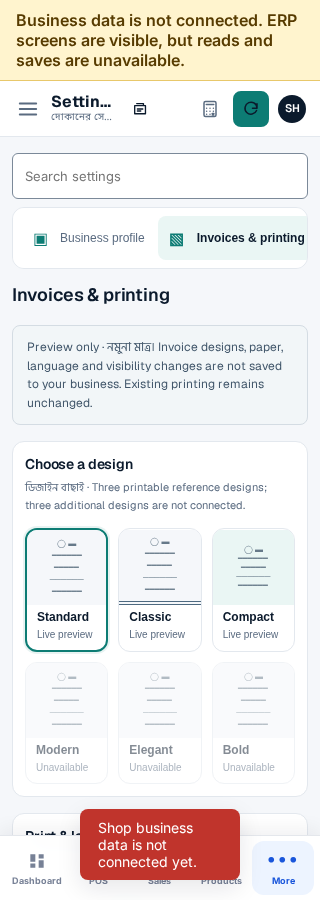 Business data is not connected. ERP
screens are visible, but reads and
saves are unavailable.
Settin...
দোকানের সে...
SH
Search settings
Business profile
Invoices & printing
Invoices & printing
Preview only · নমুনা মাত্র। Invoice designs, paper,
language and visibility changes are not saved
to your business. Existing printing remains
unchanged.
Choose a design
ডিজাইন বাছাই · Three printable reference designs;
three additional designs are not connected.
Standard
Live preview
Classic
Live preview
Compact
Live preview
Modern
Unavailable
Elegant
Unavailable
Bold
Unavailable
Shop business
data is not
connected yet.
Dashboard
POS
Sales
Products
More